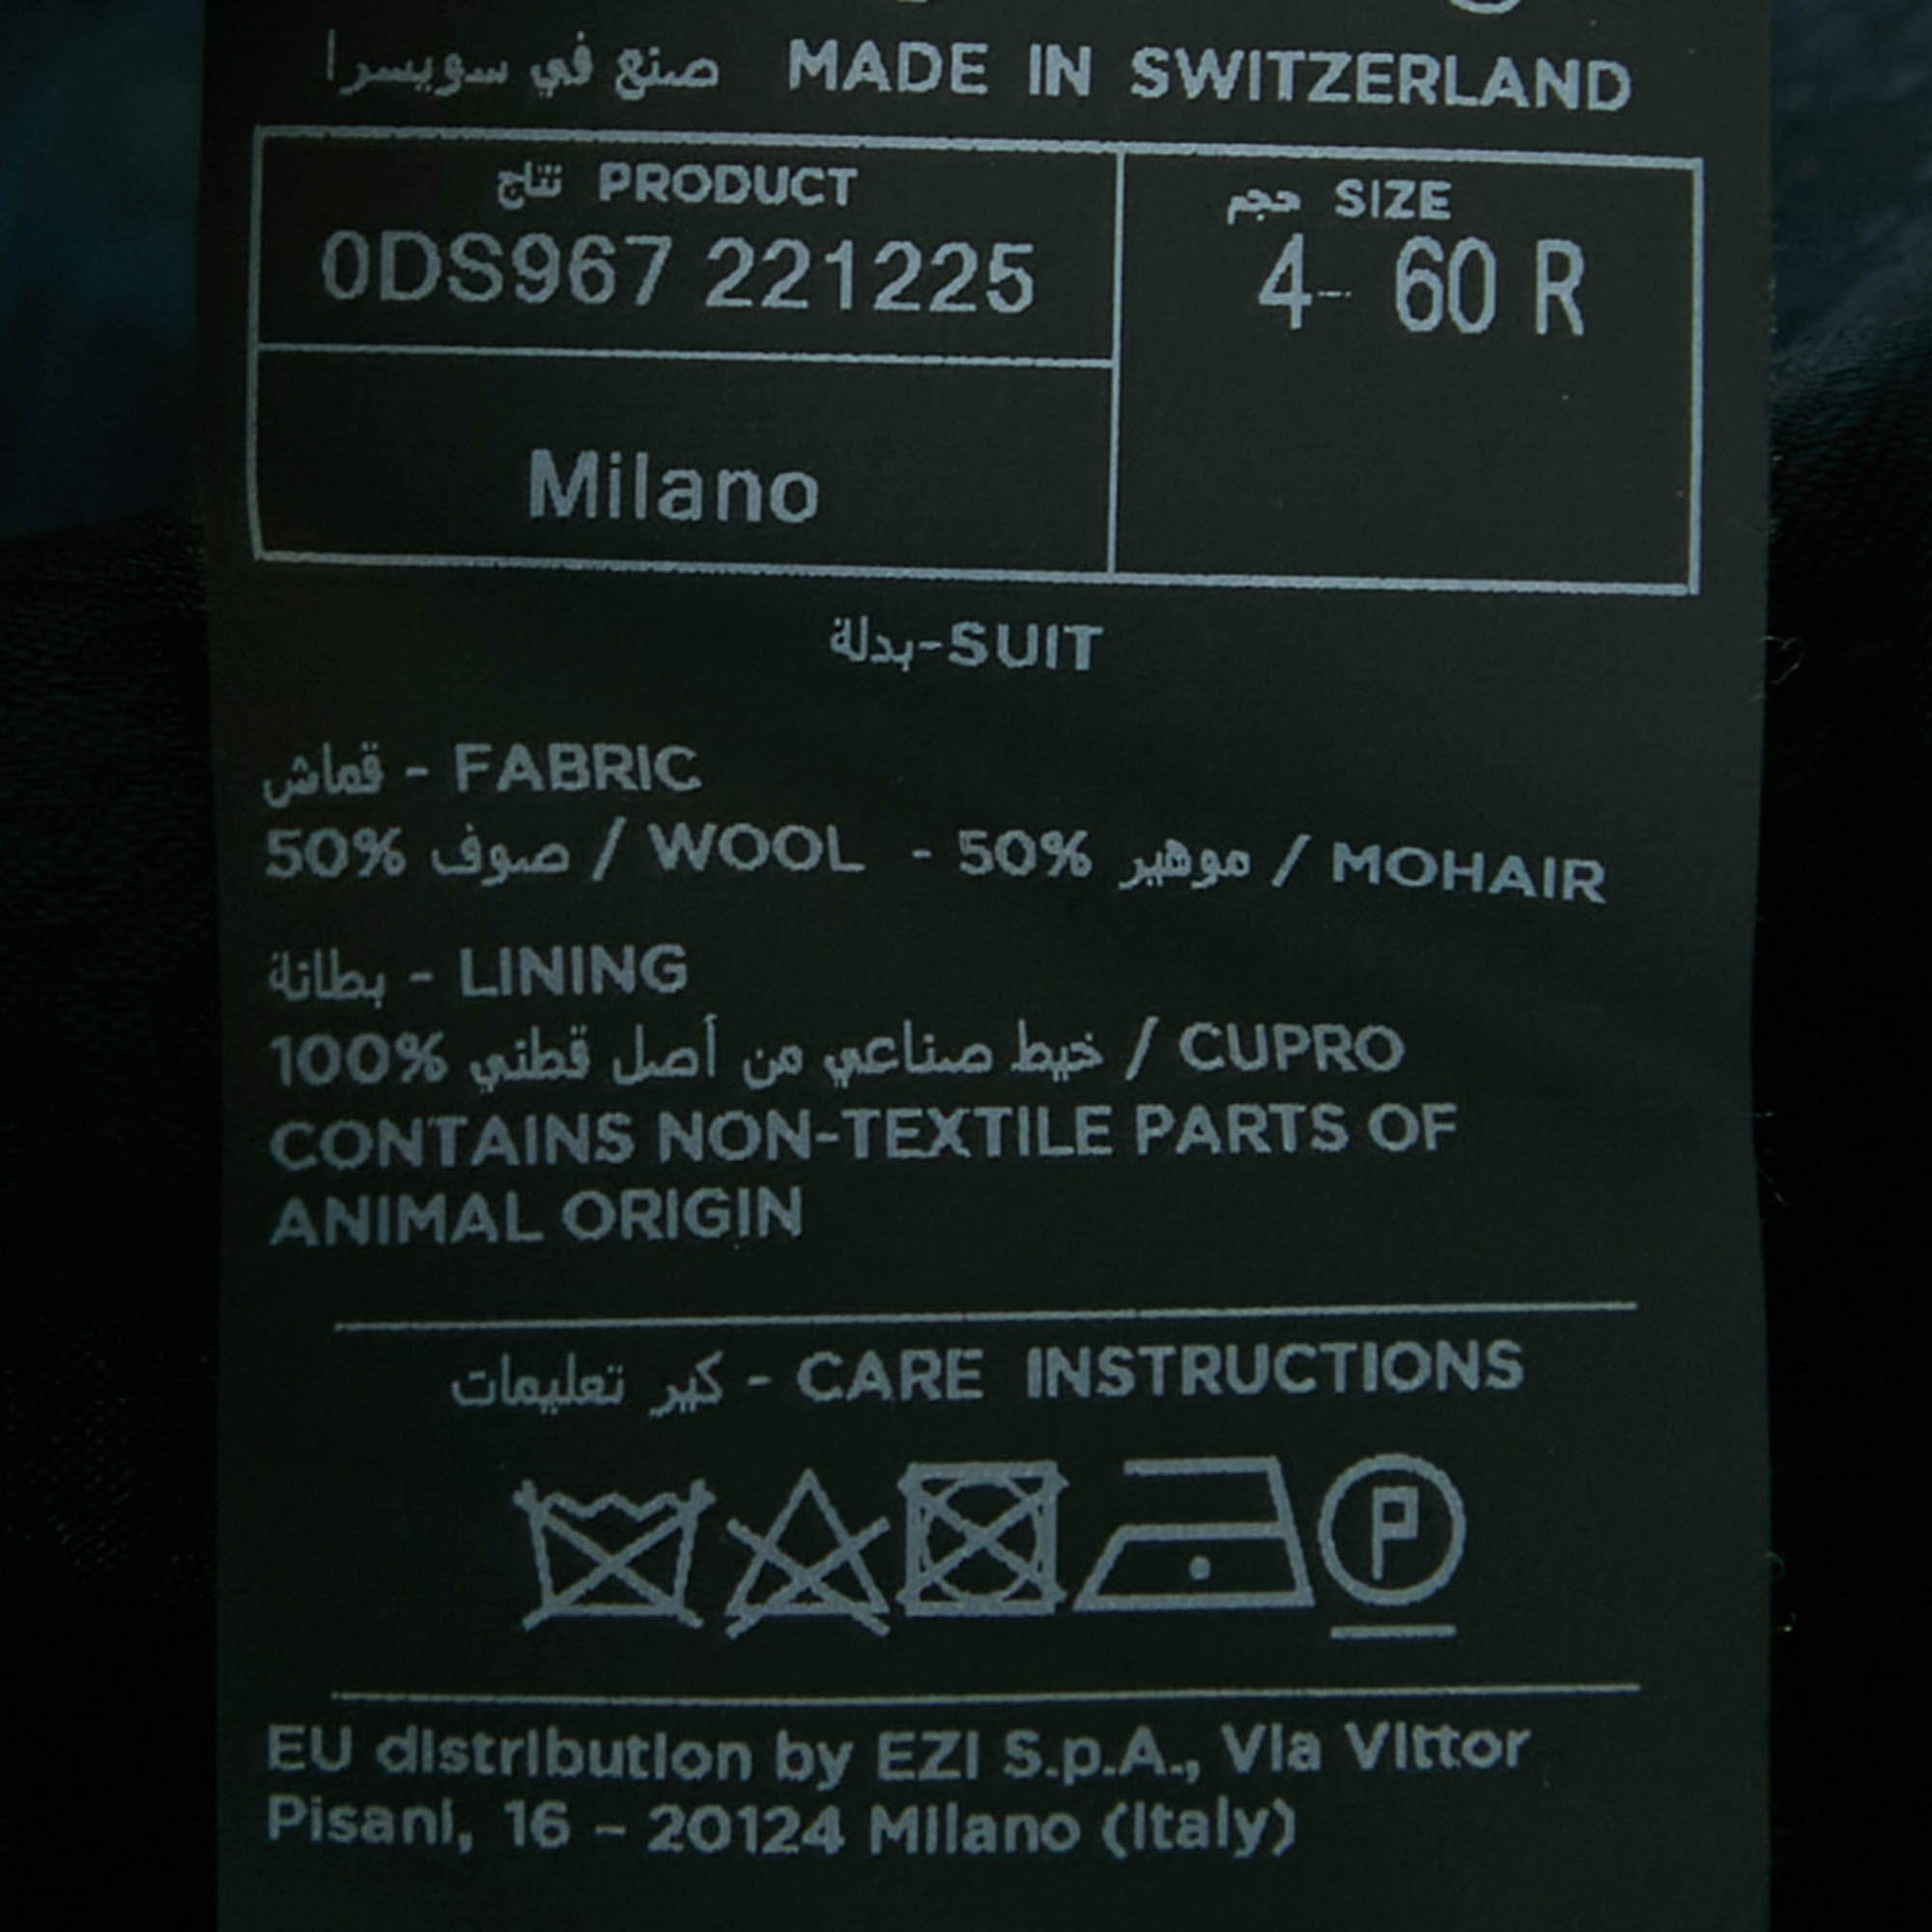 صنع في سويسرا MADE IN SWITZERLAND
نتاج PRODUCT
0DS967 221225
حجم SIZE
4- 60 R
Milano
بدلة-SUIT
قماش - FABRIC
50% صوف / WOOL - 50% موهير / MOHAIR
بطانة - LINING
100% خيط صناعي من أصل قطني / CUPRO
CONTAINS NON-TEXTILE PARTS OF
ANIMAL ORIGIN
كير تعليمات - CARE INSTRUCTIONS
P
EU distribution by EZI S.p.A., Via Vittor
Pisani, 16 - 20124 Milano (Italy)